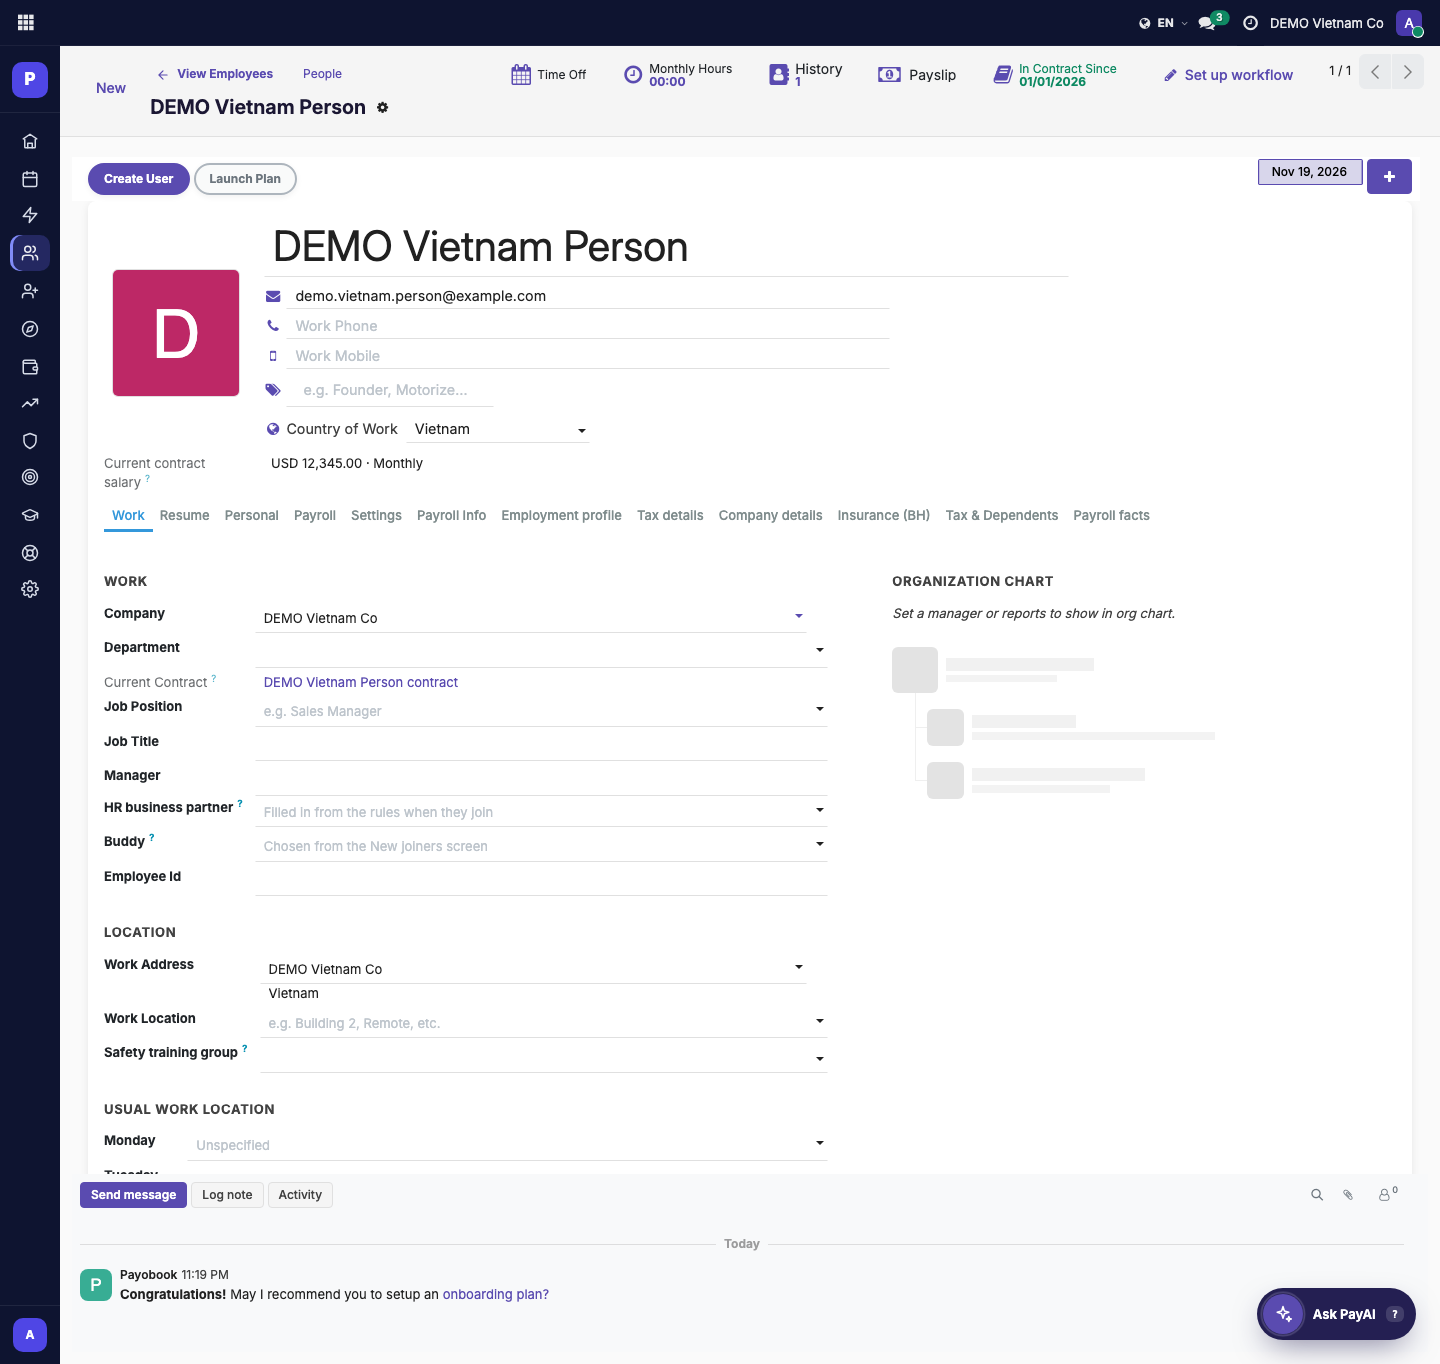 EN
3
DEMO Vietnam Co
A
P
New
View Employees
People
DEMO Vietnam Person
Time Off
Monthly Hours
00:00
History
1
Payslip
In Contract Since
01/01/2026
Set up workflow
1 / 1
Create User
Launch Plan
Nov 19, 2026
+
D
DEMO Vietnam Person
demo.vietnam.person@example.com
Work Phone
Work Mobile
e.g. Founder, Motorize...
Country of Work
Vietnam
Current contract
salary ?
USD 12,345.00 · Monthly
Work
Resume
Personal
Payroll
Settings
Payroll Info
Employment profile
Tax details
Company details
Insurance (BH)
Tax & Dependents
Payroll facts
WORK
Company
DEMO Vietnam Co
Department
Current Contract ?
DEMO Vietnam Person contract
Job Position
e.g. Sales Manager
Job Title
Manager
HR business partner ?
Filled in from the rules when they join
Buddy ?
Chosen from the New joiners screen
Employee Id
ORGANIZATION CHART
Set a manager or reports to show in org chart.
LOCATION
Work Address
DEMO Vietnam Co
Vietnam
Work Location
e.g. Building 2, Remote, etc.
Safety training group ?
USUAL WORK LOCATION
Monday
Unspecified
Tuesday
Send message
Log note
Activity
0
Today
P
Payobook 11:19 PM
Congratulations! May I recommend you to setup an onboarding plan?
Ask PayAI
?
A